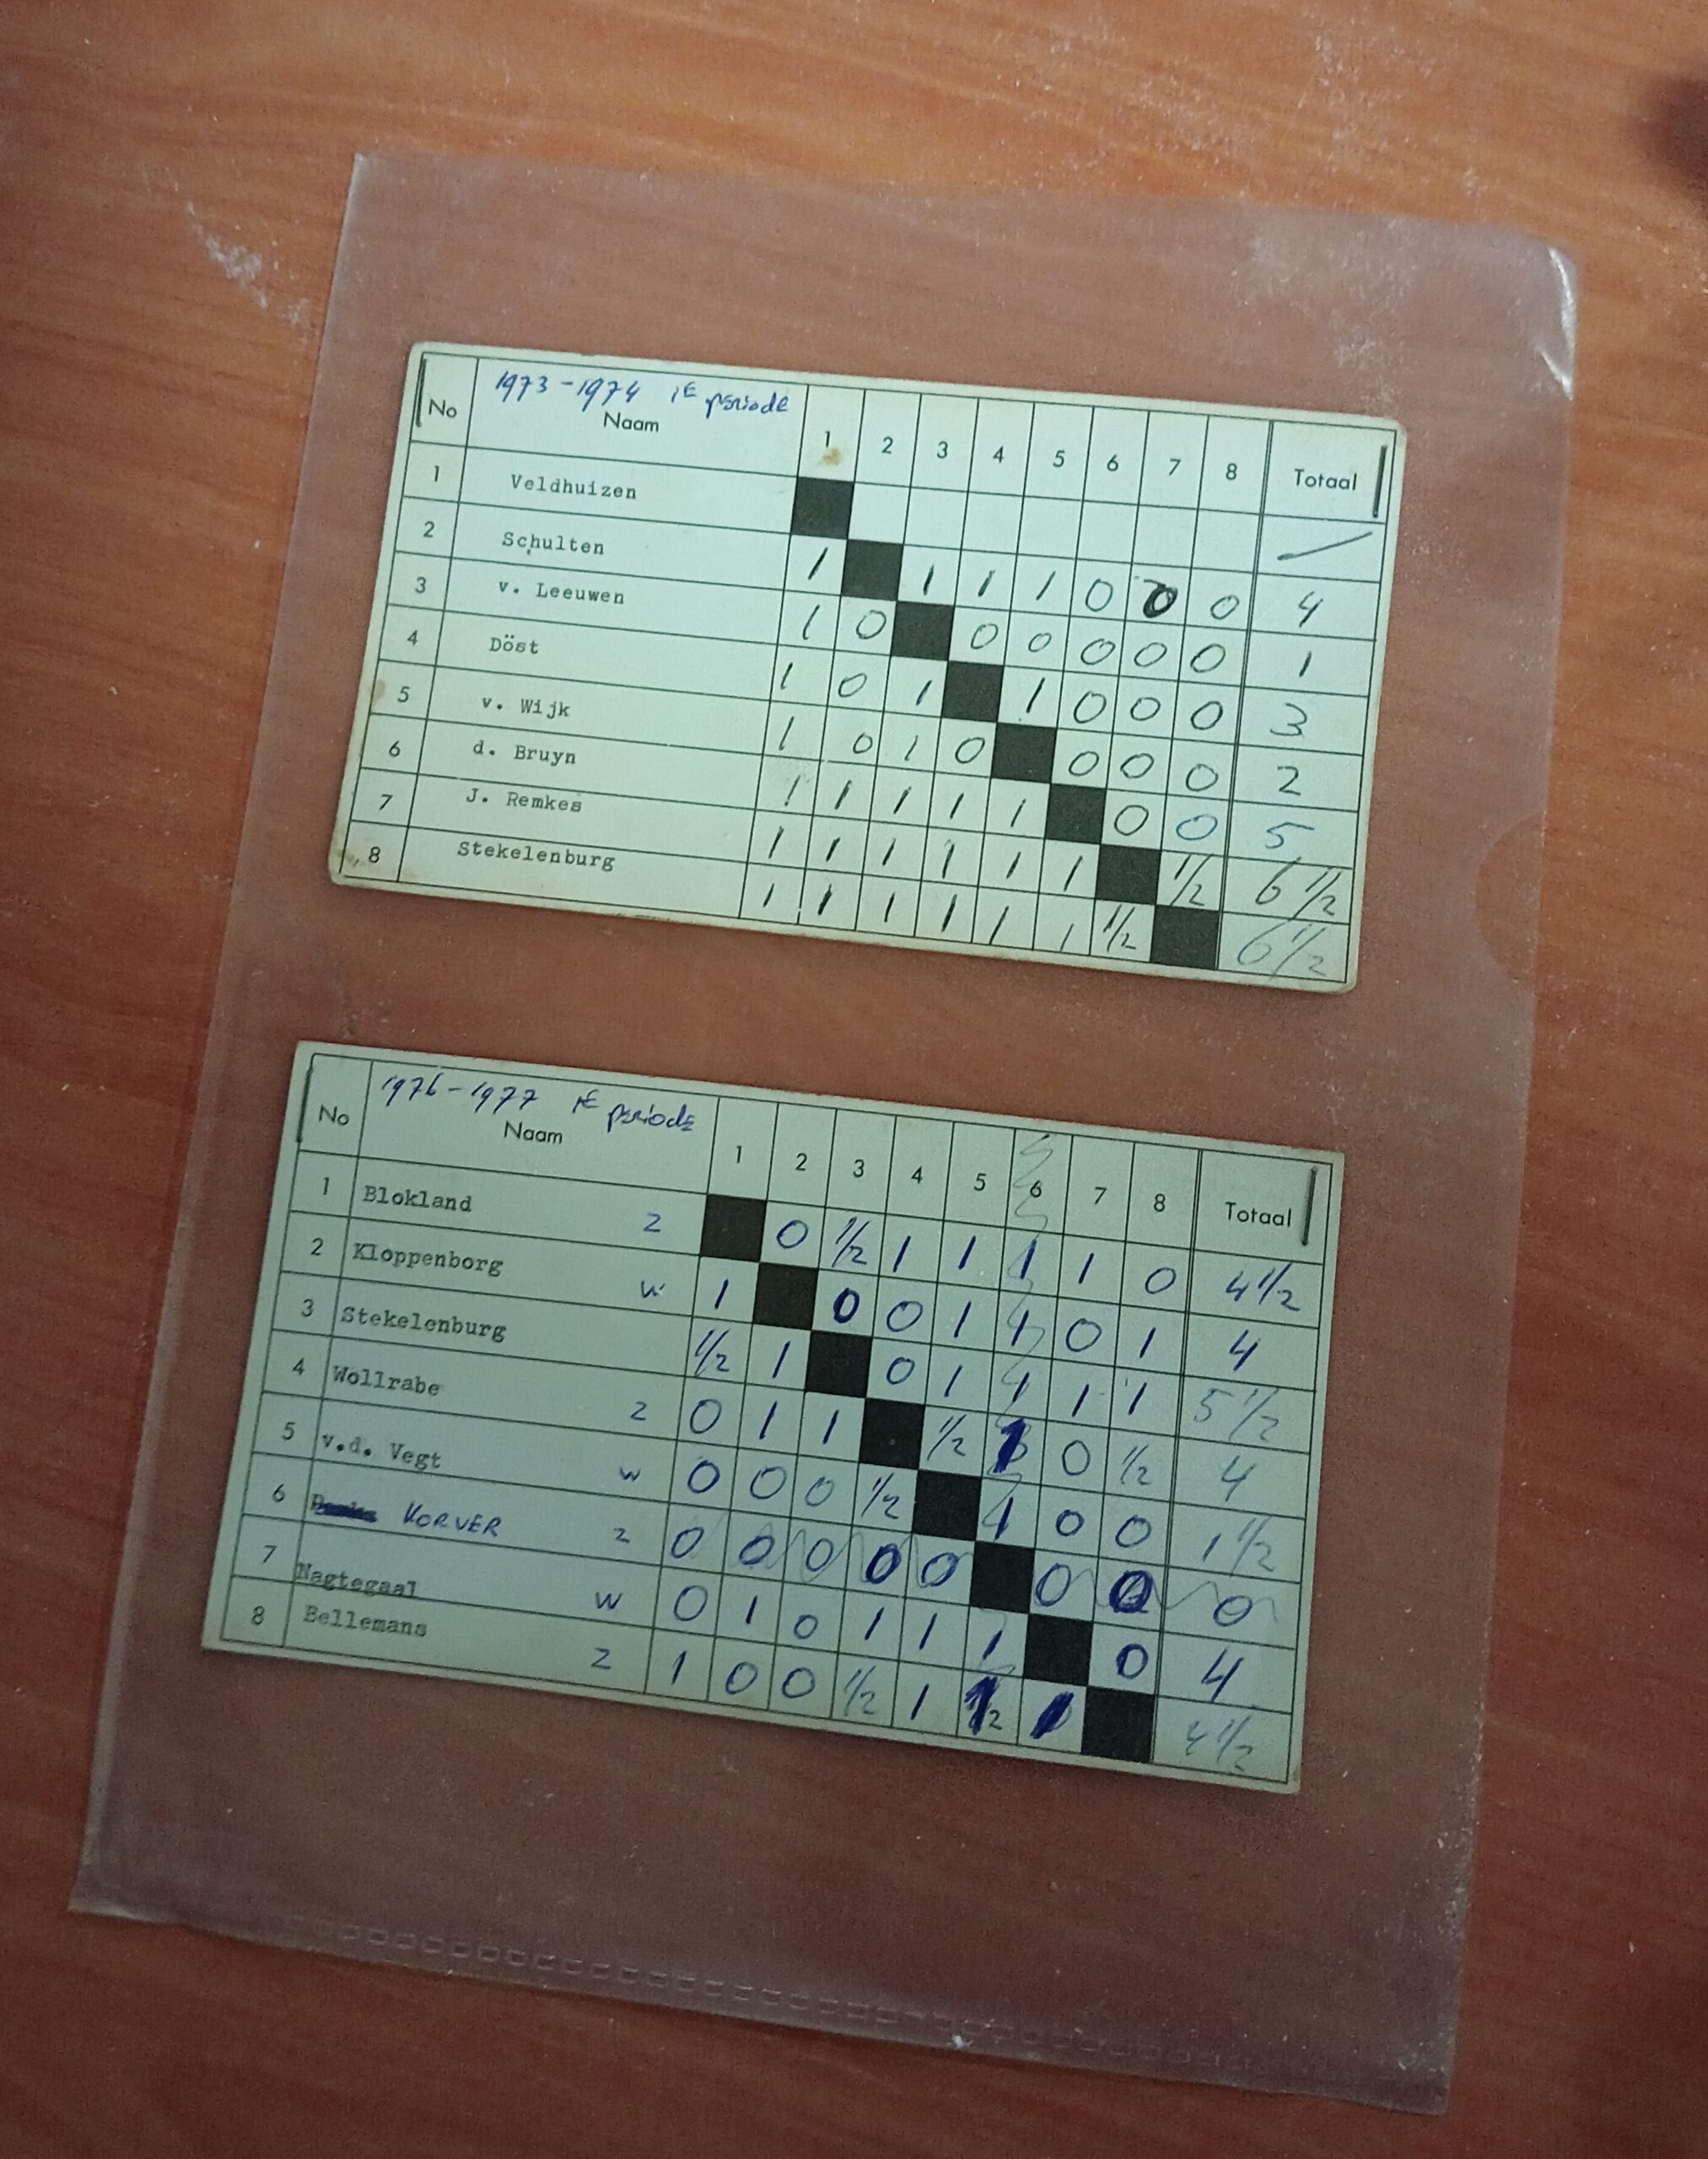 1973-1974 1E periode
No Naam 1 2 3 4 5 6 7 8 Totaal
1 Veldhuizen
2 Schulten 1 1 1 1 0 0 0 4
3 v. Leeuwen 1 0 0 0 0 0 0 1
4 Döst 1 0 1 1 0 0 0 3
5 v. Wijk 1 0 1 0 0 0 0 2
6 d. Bruyn 1 1 1 1 1 0 0 5
7 J. Remkes 1 1 1 1 1 1 1/2 6 1/2
8 Stekelenburg 1 1 1 1 1 1 1/2 6 1/2
1976-1977 1E periode
No Naam 1 2 3 4 5 6 7 8 Totaal
1 Blokland Z 0 1/2 1 1 1 1 0 4 1/2
2 Kloppenborg W 1 0 0 1 1 0 1 4
3 Stekelenburg 1/2 1 0 1 1 1 1 5 1/2
4 Wollrabe Z 0 1 1 1/2 1 0 1/2 4
5 v.d. Vegt W 0 0 0 1/2 1 0 0 1 1/2
6 KORVER Z 0 0 0 0 0 0 0 0
7 Nagtegaal W 0 1 0 1 1 1 0 4
8 Bellemans Z 1 0 0 1/2 1 1 4 1/2